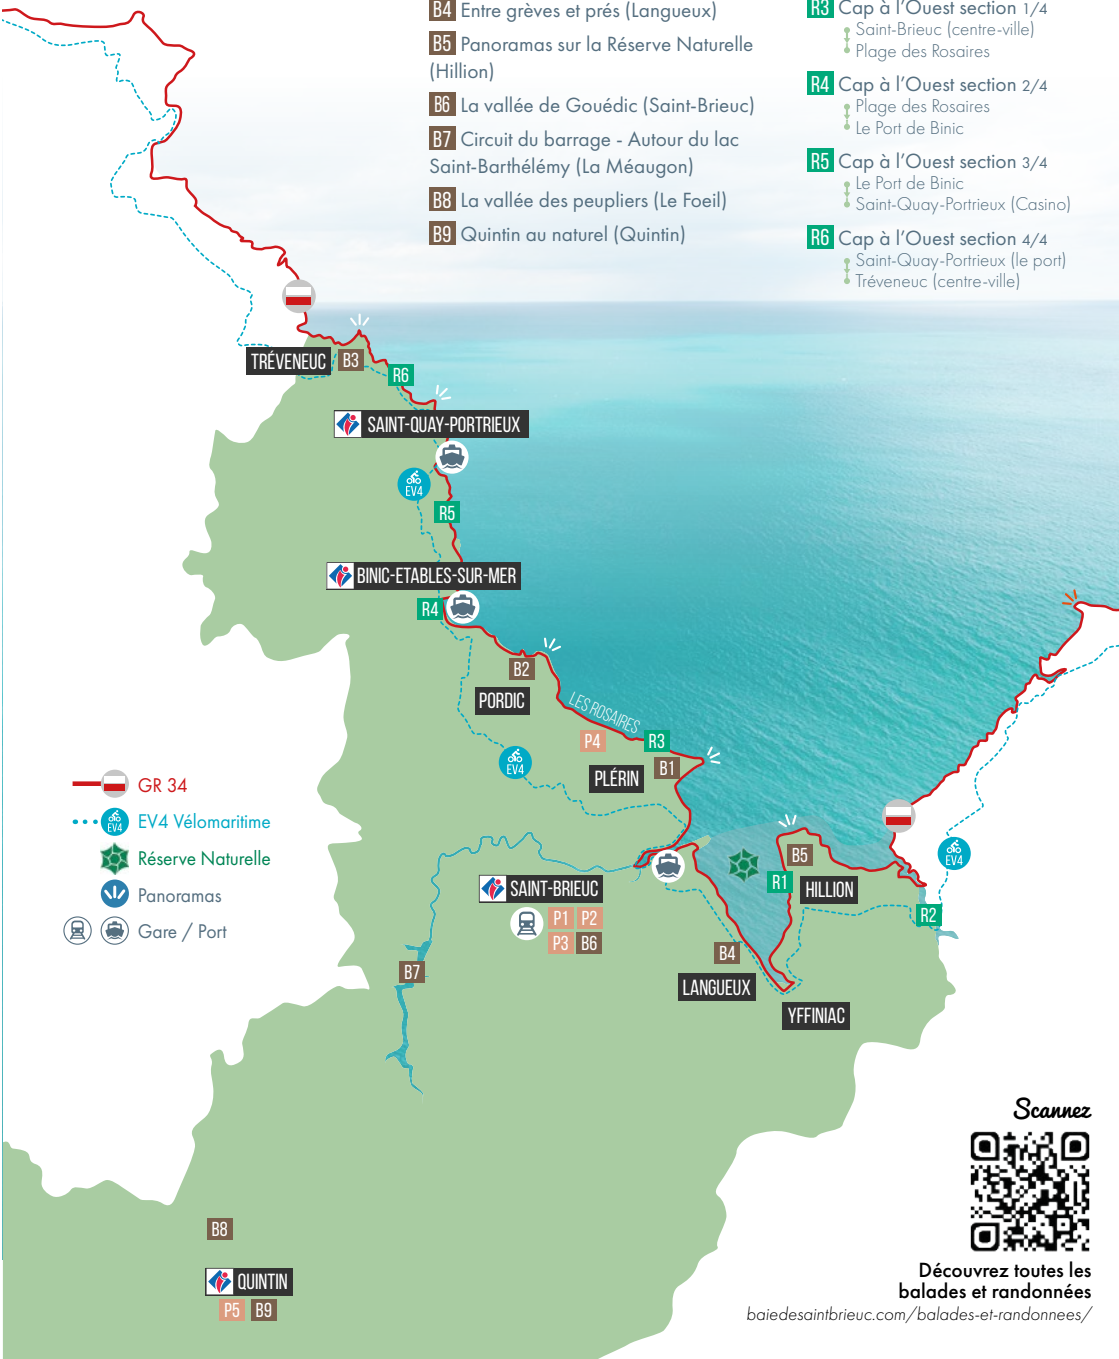 B4 Entre grèves et prés (Langueux)
B5 Panoramas sur la Réserve Naturelle
(Hillion)
B6 La vallée de Gouédic (Saint-Brieuc)
B7 Circuit du barrage - Autour du lac
Saint-Barthélémy (La Méaugon)
B8 La vallée des peupliers (Le Foeil)
B9 Quintin au naturel (Quintin)
R3 Cap à l'Ouest section 1/4
Saint-Brieuc (centre-ville)
Plage des Rosaires
R4 Cap à l'Ouest section 2/4
Plage des Rosaires
Le Port de Binic
R5 Cap à l'Ouest section 3/4
Le Port de Binic
Saint-Quay-Portrieux (Casino)
R6 Cap à l'Ouest section 4/4
Saint-Quay-Portrieux (le port)
Tréveneuc (centre-ville)
TRÉVENEUC B3
R6
SAINT-QUAY-PORTRIEUX
EV4
R5
BINIC-ETABLES-SUR-MER
R4
B2
PORDIC
LES ROSAIRES
P4
R3
EV4
PLÉRIN
B1
GR 34
EV4 EV4 Vélomaritime
Réserve Naturelle
Panoramas
Gare / Port
SAINT-BRIEUC
P1 P2
P3 B6
B5
R1
HILLION
EV4
R2
B4
LANGUEUX
YFFINIAC
B7
B8
QUINTIN
P5 B9
Scannez
Découvrez toutes les
balades et randonnées
baiedesaintbrieuc.com/balades-et-randonnees/